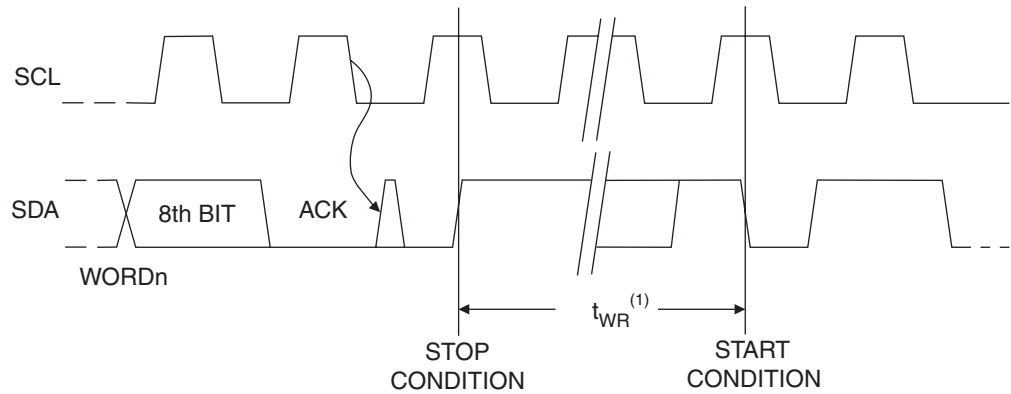 SCL
SDA
8th BIT
ACK
WORDn
tWR(1)
STOP
CONDITION
START
CONDITION